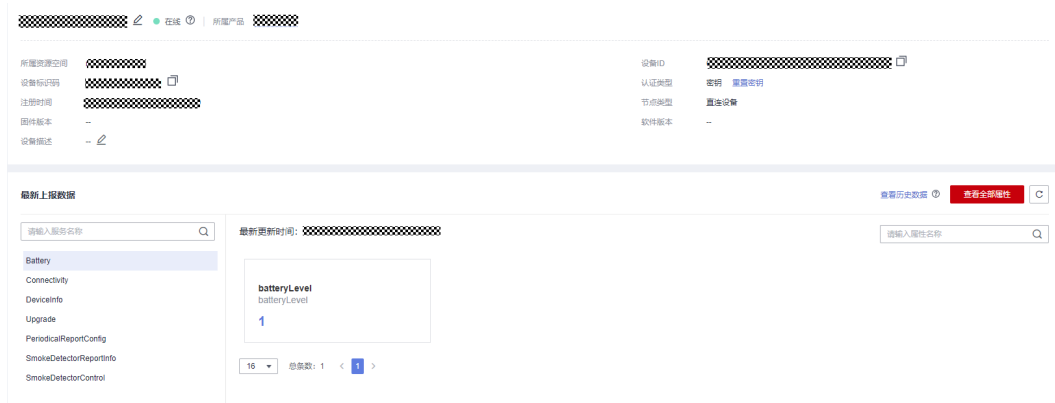 在线 所属产品
所属资源空间
设备ID
设备标识码
认证类型 密钥 重置密钥
注册时间
节点类型 直连设备
固件版本 --
软件版本 --
设备描述 --
最新上报数据
查看历史数据 查看全部属性
请输入服务名称
最新更新时间：
请输入属性名称
Battery
Connectivity
DeviceInfo
Upgrade
PeriodicalReportConfig
SmokeDetectorReportInfo
SmokeDetectorControl
batteryLevel
batteryLevel
1
16 总条数：1 < 1 >